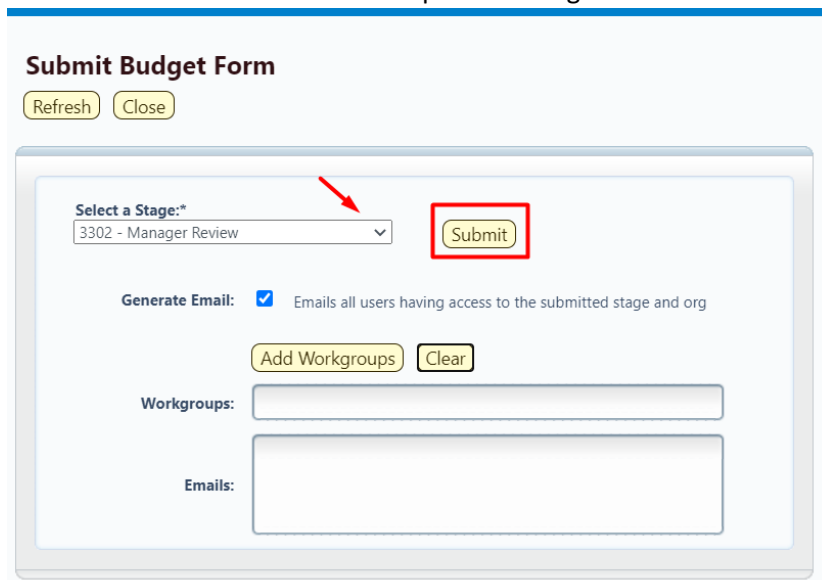 Submit Budget Form
Refresh Close
Select a Stage:*
3302 - Manager Review
Submit
Generate Email: Emails all users having access to the submitted stage and org
Add Workgroups Clear
Workgroups:
Emails: